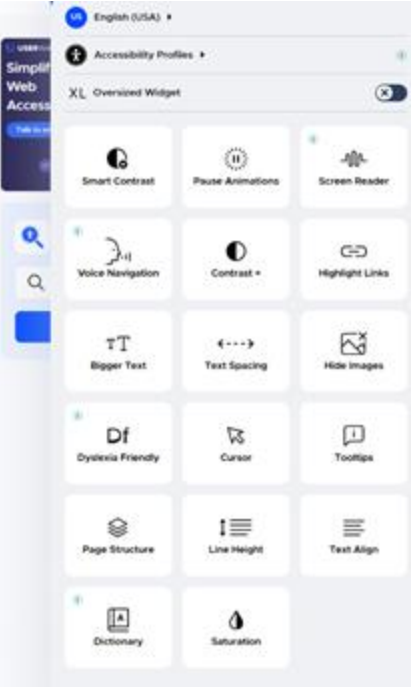 US English (USA)
Accessibility Profiles
XL Oversized Widget
Simplif
Web
Access
Smart Contrast
Pause Animations
Screen Reader
Voice Navigation
Contrast +
Highlight Links
TT
Bigger Text
Text Spacing
Hide Images
Df
Dyslexia Friendly
Cursor
Tooltips
Page Structure
Line Height
Text Align
A
Dictionary
Saturation